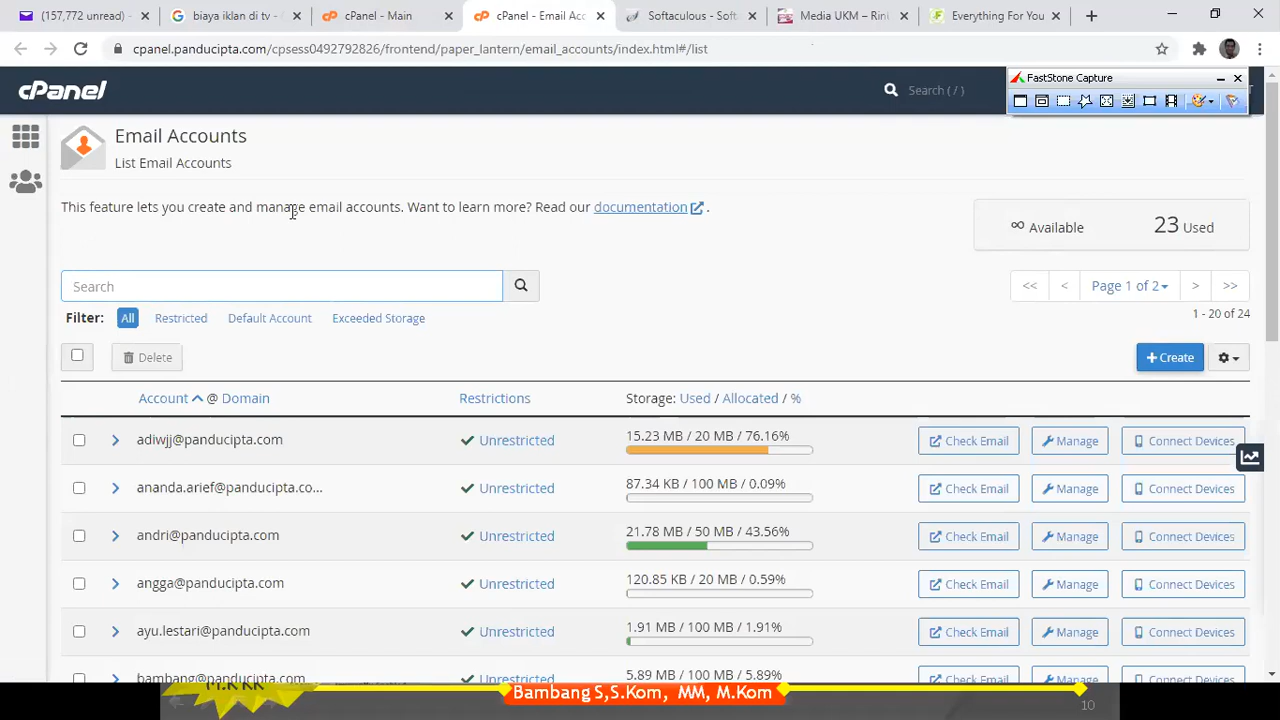 (157,772 unread) -
biaya iklan di tv -
cPanel - Main
cPanel - Email Acc
Softaculous - Soft
Media UKM – RinU
Everything For You
cpanel.panducipta.com/cpsess0492792826/frontend/paper_lantern/email_accounts/index.html#/list
FastStone Capture
cPanel
Search ( / )
Email Accounts
List Email Accounts
This feature lets you create and manage email accounts. Want to learn more? Read our documentation .
∞ Available 23 Used
Search
<< < Page 1 of 2 > >>
Filter: All Restricted Default Account Exceeded Storage
1 - 20 of 24
Delete
+ Create
Account @ Domain Restrictions Storage: Used / Allocated / %
adiwjj@panducipta.com Unrestricted 15.23 MB / 20 MB / 76.16% Check Email Manage Connect Devices
ananda.arief@panducipta.co... Unrestricted 87.34 KB / 100 MB / 0.09% Check Email Manage Connect Devices
andri@panducipta.com Unrestricted 21.78 MB / 50 MB / 43.56% Check Email Manage Connect Devices
angga@panducipta.com Unrestricted 120.85 KB / 20 MB / 0.59% Check Email Manage Connect Devices
ayu.lestari@panducipta.com Unrestricted 1.91 MB / 100 MB / 1.91% Check Email Manage Connect Devices
bambang@panducipta.com Unrestricted 5.89 MB / 100 MB / 5.89% Check Email Manage Connect Devices
Bambang S,S.Kom, MM, M.Kom
10